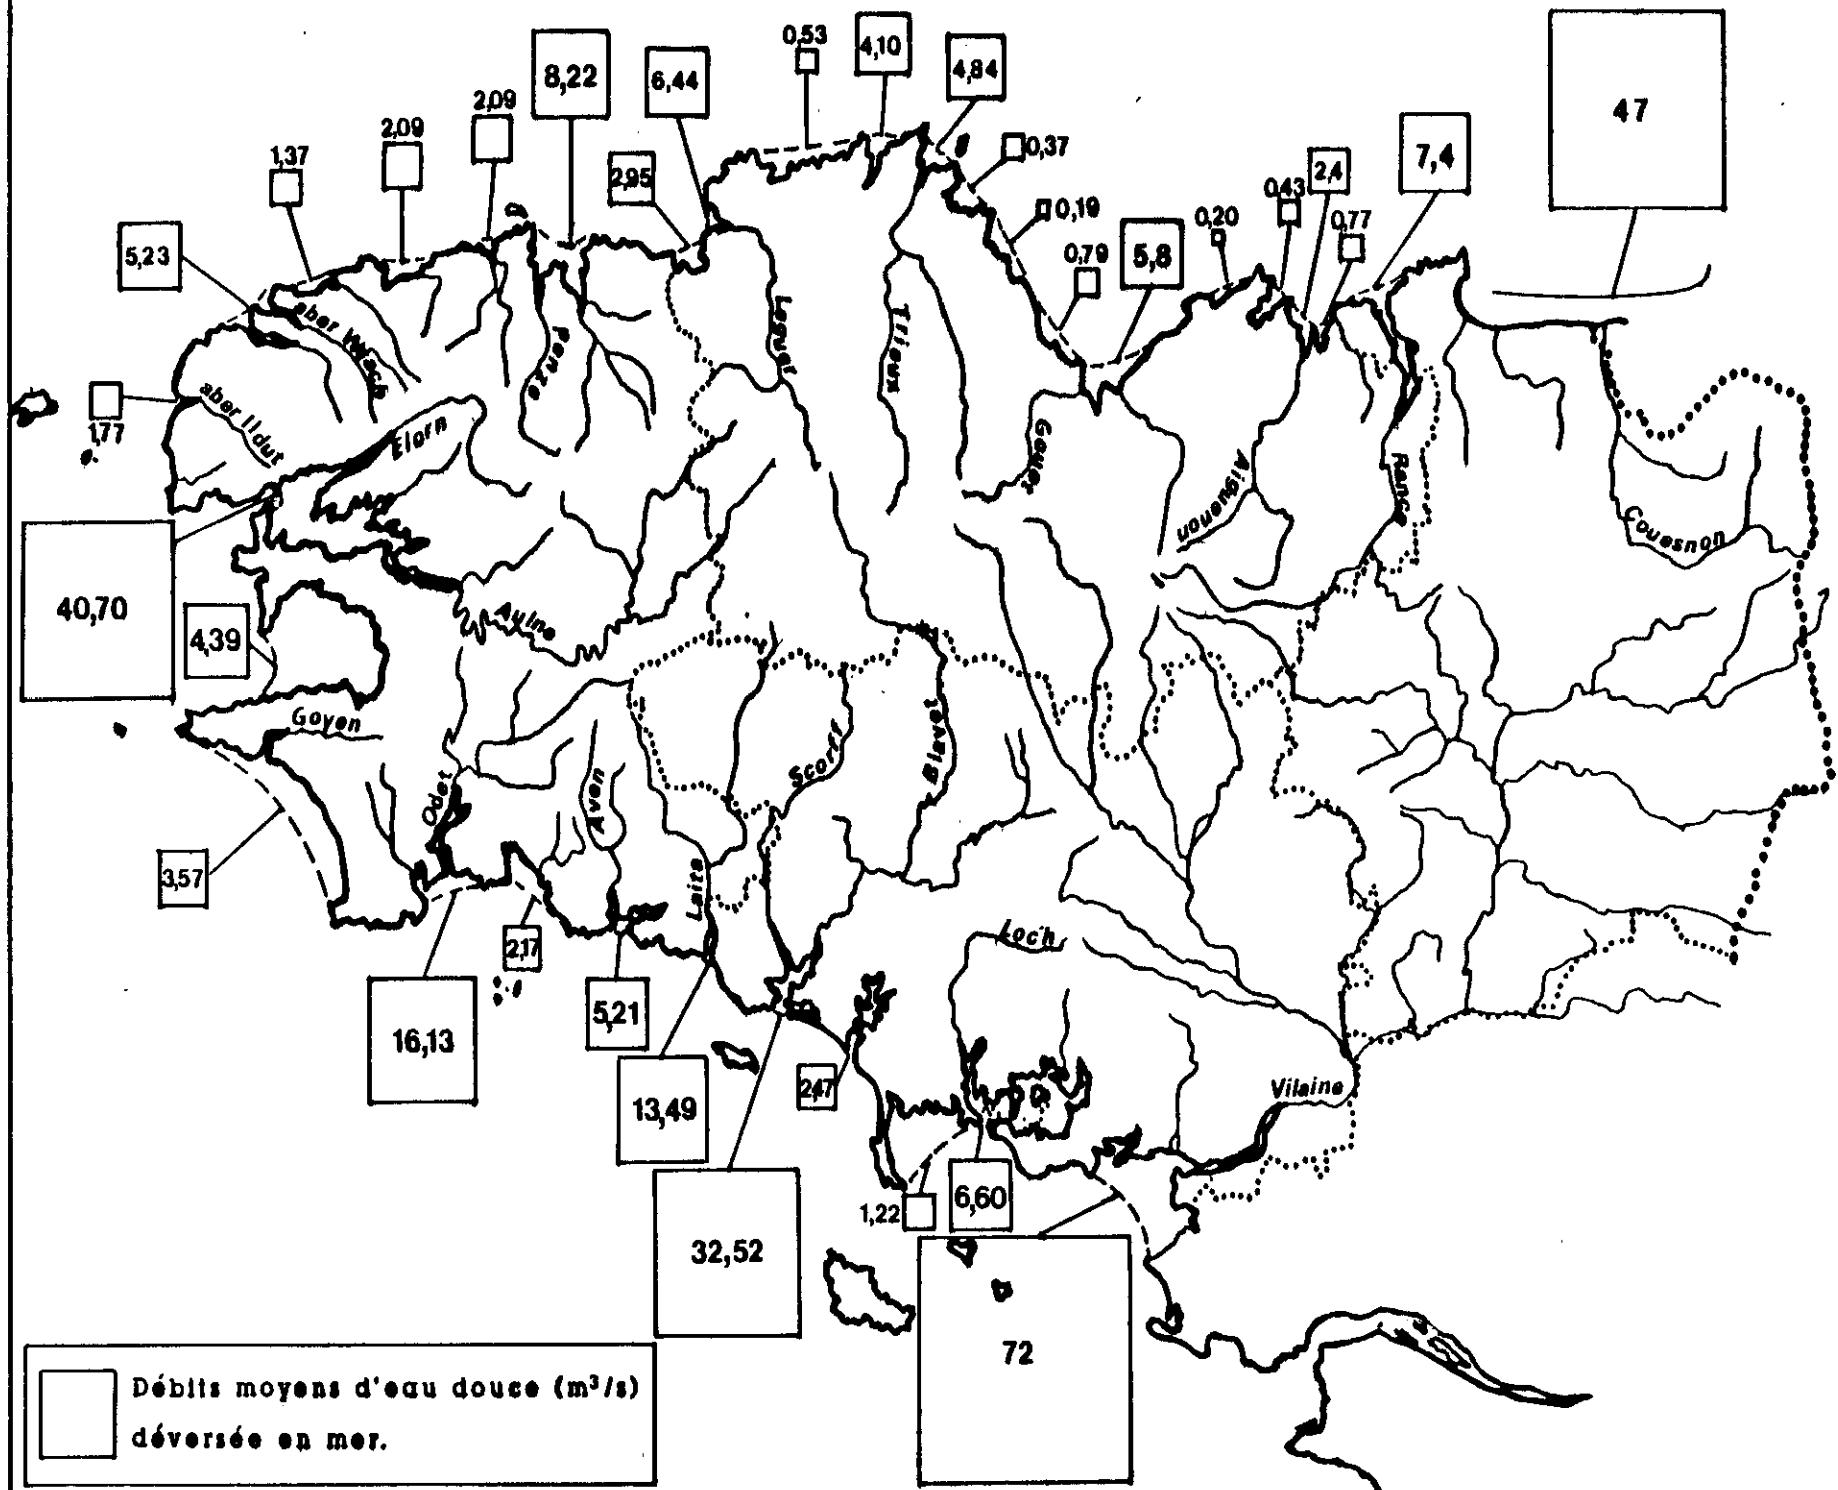 0,53
4,10
4,84
8,22
6,44
47
2,09
2,09
2,95
0,37
7,4
1,37
2,4
0,43
0,19
0,20
0,77
5,23
0,79
5,8
aber Wrach
Penze
Leguer
Trieux
1,77
aber Ildut
Elorn
Gouet
Arguenon
Rance
Couesnon
40,70
4,39
Aulne
Goyen
Odet
Aven
Scorff
Blavet
3,57
Laita
Loc'h
2,17
16,13
5,21
13,49
2,47
Vilaine
1,22
6,60
32,52
72
Débits moyens d'eau douce (m³/s)
déversée en mer.